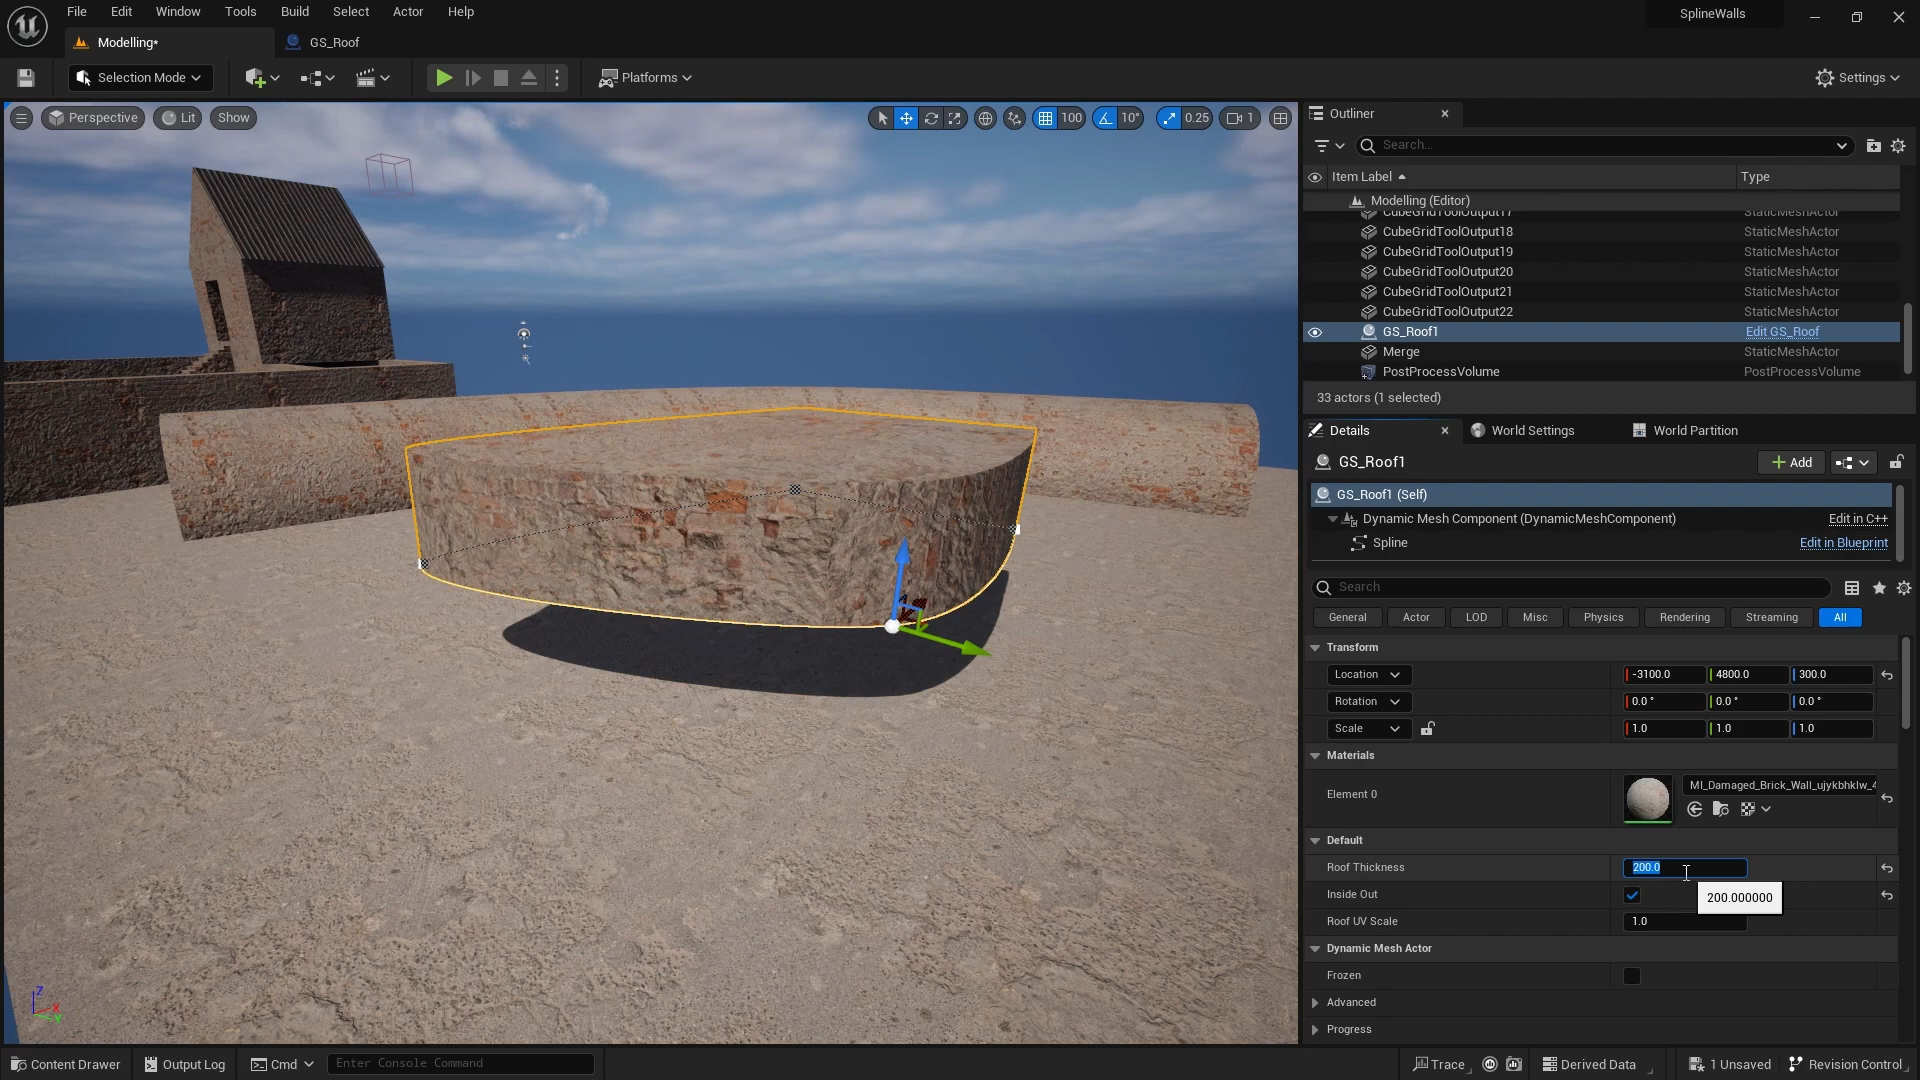 File Edit Window Tools Build Select Actor Help
SplineWalls
Modelling*
GS_Roof
Selection Mode
Platforms
Settings
Perspective Lit Show
100 10° 0.25 1
Outliner
Search...
Item Label Type
Modelling (Editor)
CubeGridToolOutput17 StaticMeshActor
CubeGridToolOutput18 StaticMeshActor
CubeGridToolOutput19 StaticMeshActor
CubeGridToolOutput20 StaticMeshActor
CubeGridToolOutput21 StaticMeshActor
CubeGridToolOutput22 StaticMeshActor
GS_Roof1 Edit GS_Roof
Merge StaticMeshActor
PostProcessVolume PostProcessVolume
33 actors (1 selected)
Details World Settings World Partition
GS_Roof1
Add
GS_Roof1 (Self)
Dynamic Mesh Component (DynamicMeshComponent) Edit in C++
Spline Edit in Blueprint
Search
General Actor LOD Misc Physics Rendering Streaming All
Transform
Location -3100.0 4800.0 300.0
Rotation 0.0 ° 0.0 ° 0.0 °
Scale 1.0 1.0 1.0
Materials
Element 0
MI_Damaged_Brick_Wall_ujykbhklw_4
Default
Roof Thickness 200.0
Inside Out
200.000000
Roof UV Scale 1.0
Dynamic Mesh Actor
Frozen
Advanced
Progress
Z
X
Y
Content Drawer Output Log Cmd Enter Console Command
Trace Derived Data 1 Unsaved Revision Control